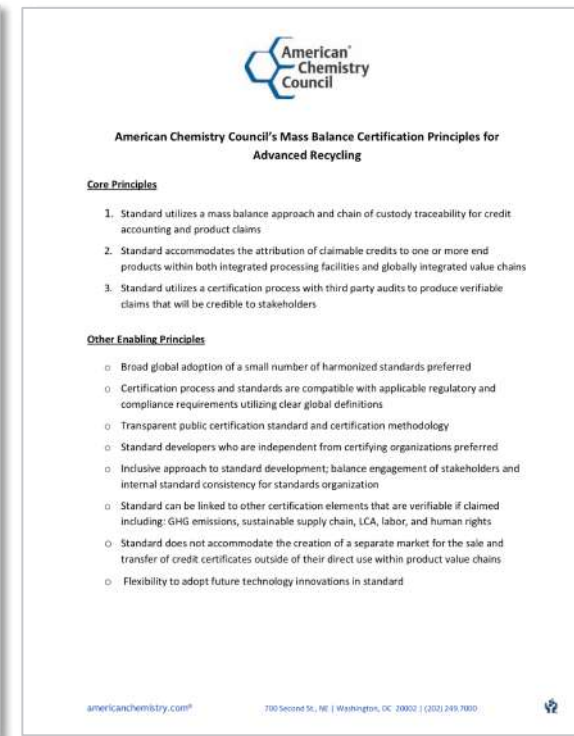 American®
Chemistry
Council
American Chemistry Council's Mass Balance Certification Principles for
Advanced Recycling
Core Principles
1. Standard utilizes a mass balance approach and chain of custody traceability for credit
accounting and product claims
2. Standard accommodates the attribution of claimable credits to one or more end
products within both integrated processing facilities and globally integrated value chains
3. Standard utilizes a certification process with third party audits to produce verifiable
claims that will be credible to stakeholders
Other Enabling Principles
o Broad global adoption of a small number of harmonized standards preferred
o Certification process and standards are compatible with applicable regulatory and
compliance requirements utilizing clear global definitions
o Transparent public certification standard and certification methodology
o Standard developers who are independent from certifying organizations preferred
o Inclusive approach to standard development; balance engagement of stakeholders and
internal standard consistency for standards organization
o Standard can be linked to other certification elements that are verifiable if claimed
including: GHG emissions, sustainable supply chain, LCA, labor, and human rights
o Standard does not accommodate the creation of a separate market for the sale and
transfer of credit certificates outside of their direct use within product value chains
o Flexibility to adopt future technology innovations in standard
americanchemistry.com® 700 Second St., NE | Washington, DC 20002 | (202) 249.7000